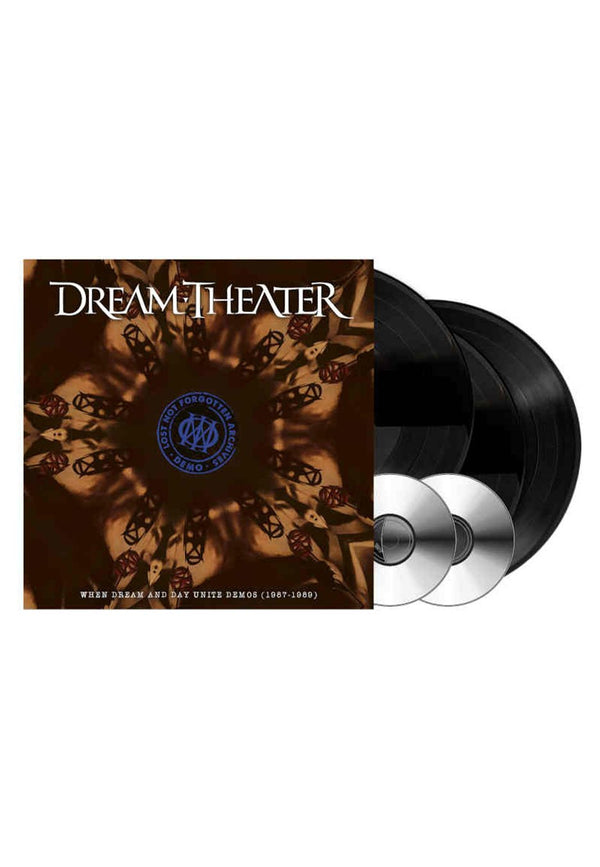 DREAM·THEATER
LOST NOT FORGOTTEN ARCHIVES
· DEMO ·
WHEN DREAM AND DAY UNITE DEMOS (1987-1989)